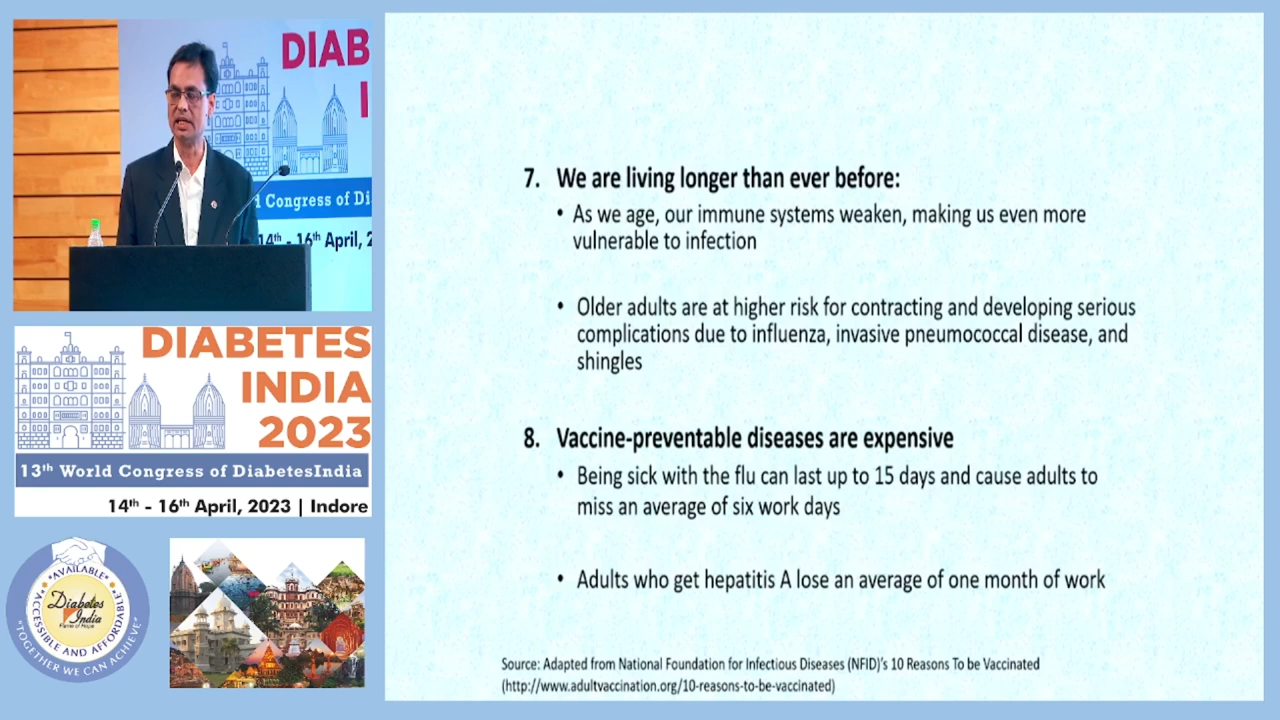 DIAB
I
d Congress of Di
14th - 16th April, 2
DIABETES
INDIA
2023
13th World Congress of DiabetesIndia
14th - 16th April, 2023 | Indore
*AVAILABLE*
*ACCESSIBLE AND AFFORDABLE*
Diabetes
India
"TOGETHER WE CAN ACHIEVE"
7. We are living longer than ever before:
• As we age, our immune systems weaken, making us even more
vulnerable to infection
• Older adults are at higher risk for contracting and developing serious
complications due to influenza, invasive pneumococcal disease, and
shingles
8. Vaccine-preventable diseases are expensive
• Being sick with the flu can last up to 15 days and cause adults to
miss an average of six work days
• Adults who get hepatitis A lose an average of one month of work
Source: Adapted from National Foundation for Infectious Diseases (NFID)'s 10 Reasons To be Vaccinated
(http://www.adultvaccination.org/10-reasons-to-be-vaccinated)